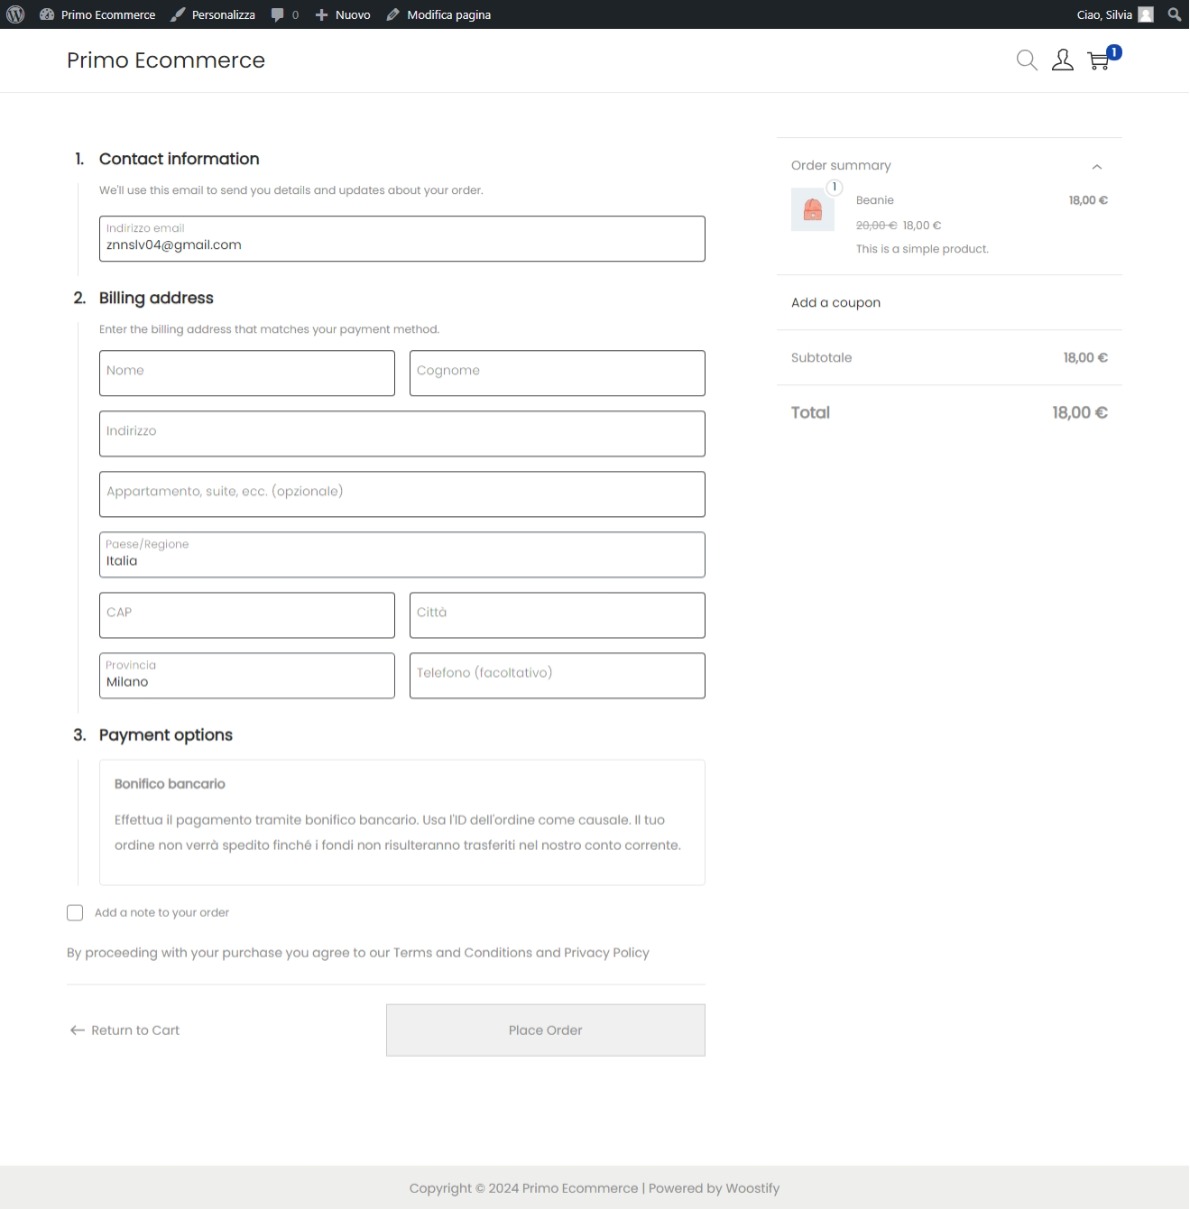 Primo Ecommerce Personalizza 0 Nuovo Modifica pagina Ciao, Silvia
Primo Ecommerce
1
1. Contact information
We'll use this email to send you details and updates about your order.
Indirizzo email
znnslv04@gmail.com
2. Billing address
Enter the billing address that matches your payment method.
Nome Cognome
Indirizzo
Appartamento, suite, ecc. (opzionale)
Paese/Regione
Italia
CAP Città
Provincia
Milano
Telefono (facoltativo)
3. Payment options
Bonifico bancario
Effettua il pagamento tramite bonifico bancario. Usa l'ID dell'ordine come causale. Il tuo
ordine non verrà spedito finché i fondi non risulteranno trasferiti nel nostro conto corrente.
Add a note to your order
By proceeding with your purchase you agree to our Terms and Conditions and Privacy Policy
Return to Cart Place Order
Order summary
1
Beanie 18,00 €
20,00 € 18,00 €
This is a simple product.
Add a coupon
Subtotale 18,00 €
Total 18,00 €
Copyright © 2024 Primo Ecommerce | Powered by Woostify